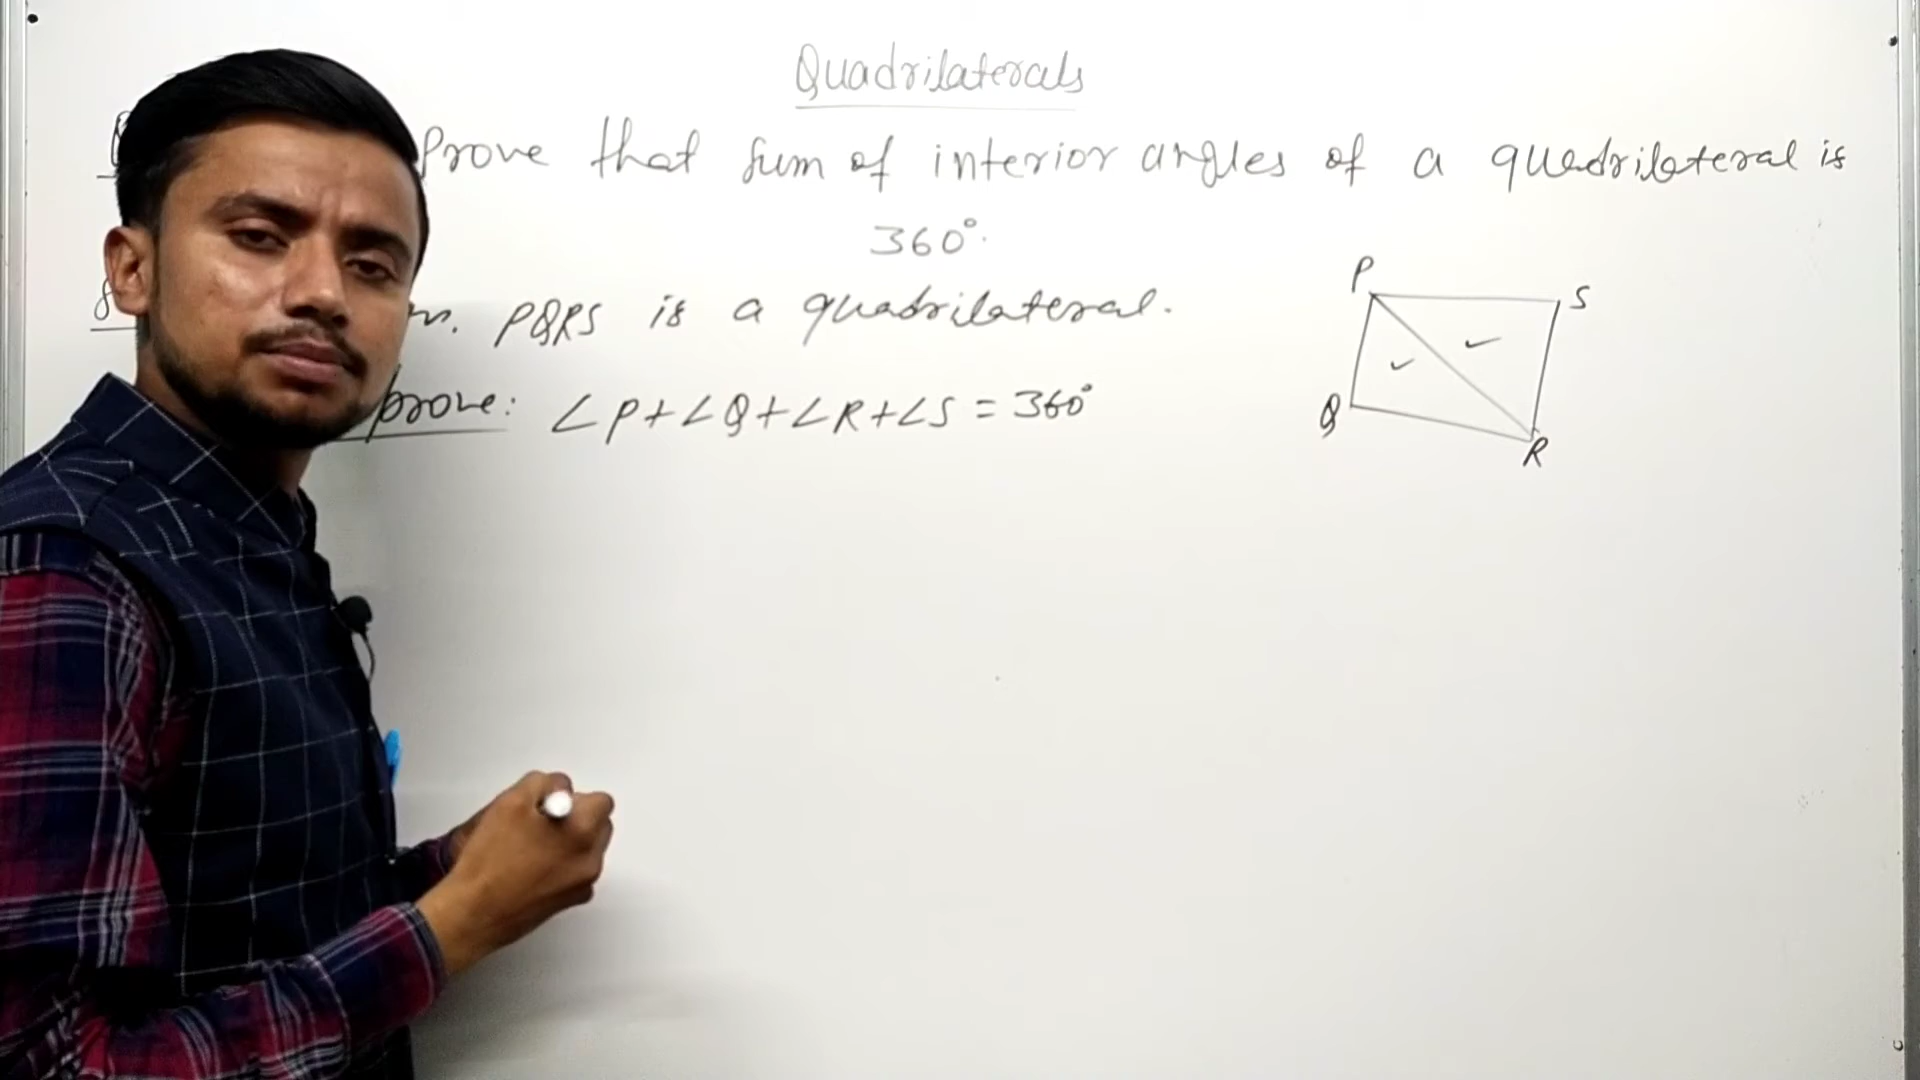 Quadrilaterals
Prove that sum of interior angles of a quadrilateral is
360°.
PQRS is a quadrilateral.
prove: ∠P+∠Q+∠R+∠S = 360°
P
S
Q
R